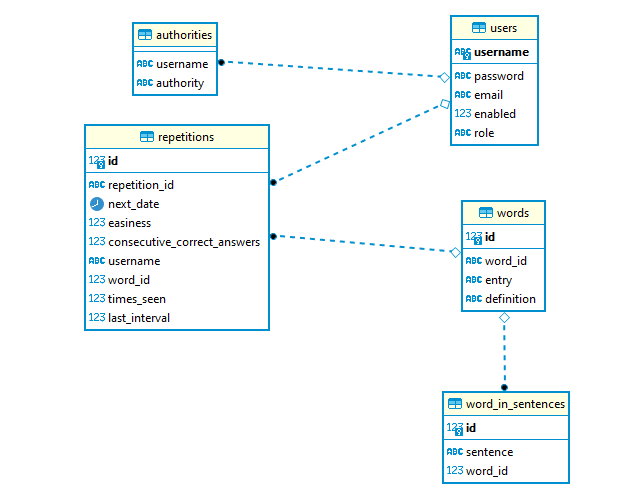 authorities
ABC username
ABC authority
users
ABC username
ABC password
ABC email
123 enabled
ABC role
repetitions
123 id
ABC repetition_id
next_date
123 easiness
123 consecutive_correct_answers
ABC username
123 word_id
123 times_seen
123 last_interval
words
123 id
ABC word_id
ABC entry
ABC definition
word_in_sentences
123 id
ABC sentence
123 word_id